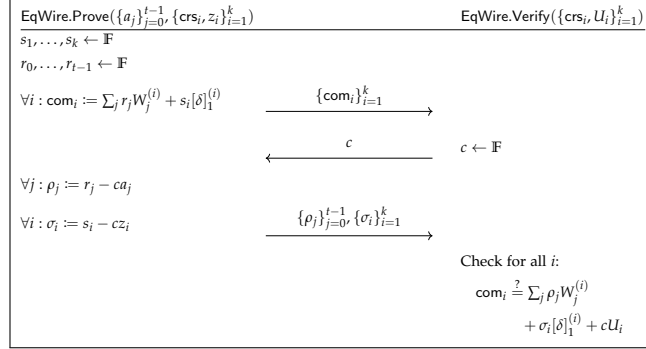 EqWire.Prove({a_j}_{j=0}^{t−1}, {crs_i, z_i}_{i=1}^k) EqWire.Verify({crs_i, U_i}_{i=1}^k)
s_1, …, s_k ← 𝔽
r_0, …, r_{t−1} ← 𝔽
∀i : com_i := ∑_j r_j W_j^{(i)} + s_i[δ]_1^{(i)} {com_i}_{i=1}^k
c c ← 𝔽
∀j : ρ_j := r_j − ca_j
∀i : σ_i := s_i − cz_i {ρ_j}_{j=0}^{t−1}, {σ_i}_{i=1}^k
Check for all i:
com_i ≟ ∑_j ρ_j W_j^{(i)}
+ σ_i[δ]_1^{(i)} + cU_i